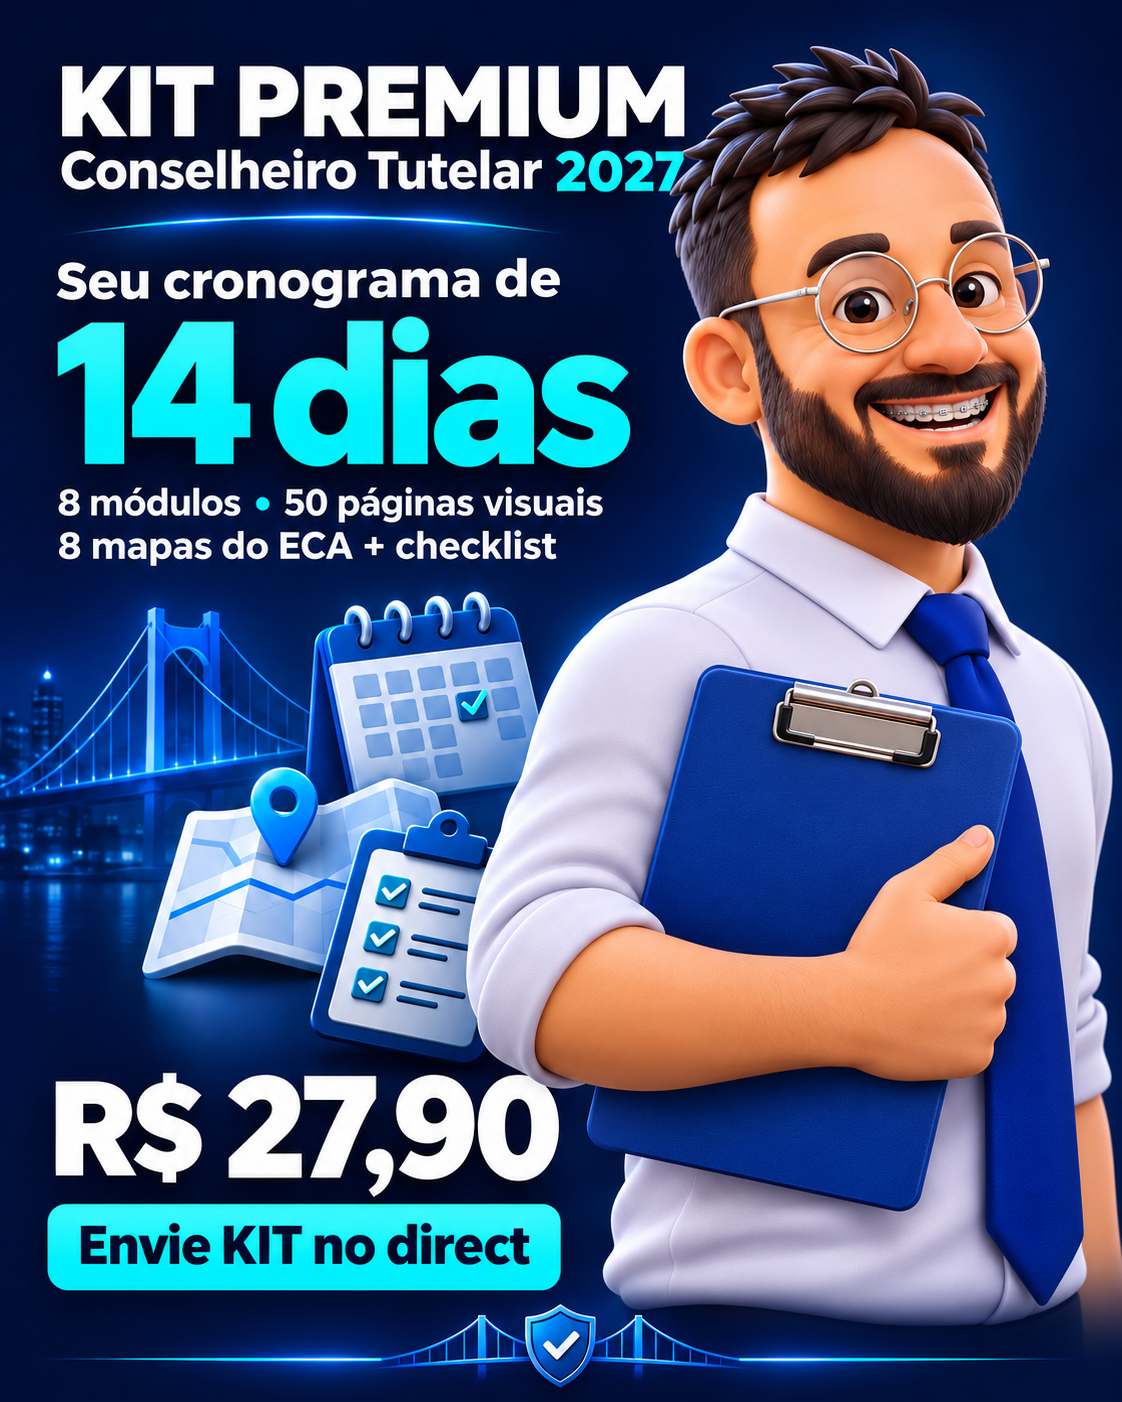 KIT PREMIUM
Conselheiro Tutelar 2027
Seu cronograma de
14 dias
8 módulos • 50 páginas visuais
8 mapas do ECA + checklist
R$ 27,90
Envie KIT no direct